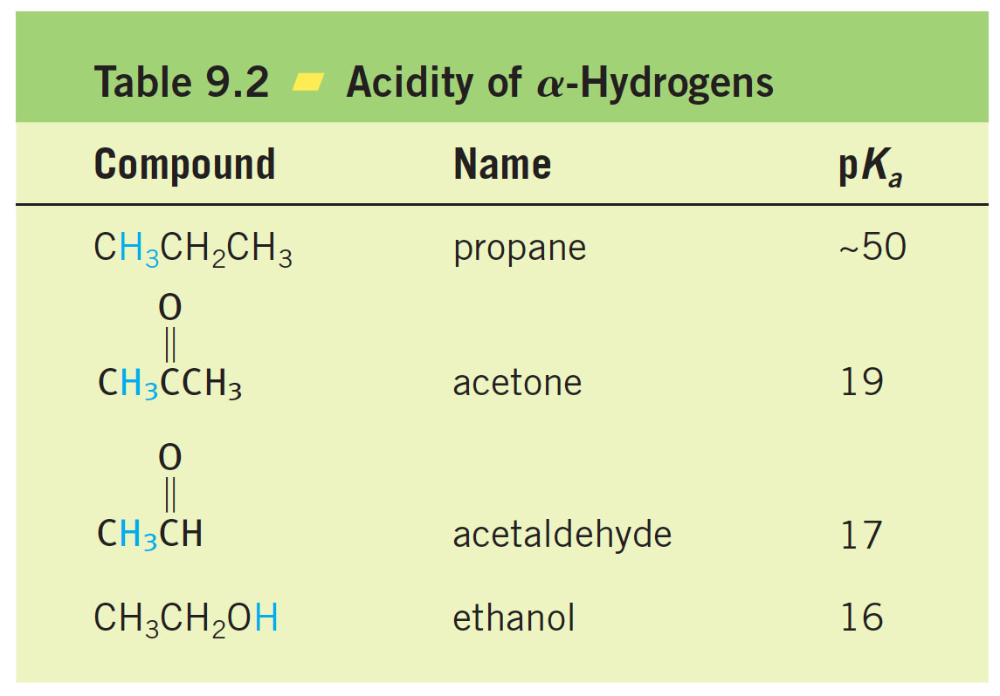 Table 9.2 Acidity of α-Hydrogens
Compound Name pKₐ
CH₃CH₂CH₃ propane ~50
O
||
CH₃CCH₃ acetone 19
O
||
CH₃CH acetaldehyde 17
CH₃CH₂OH ethanol 16